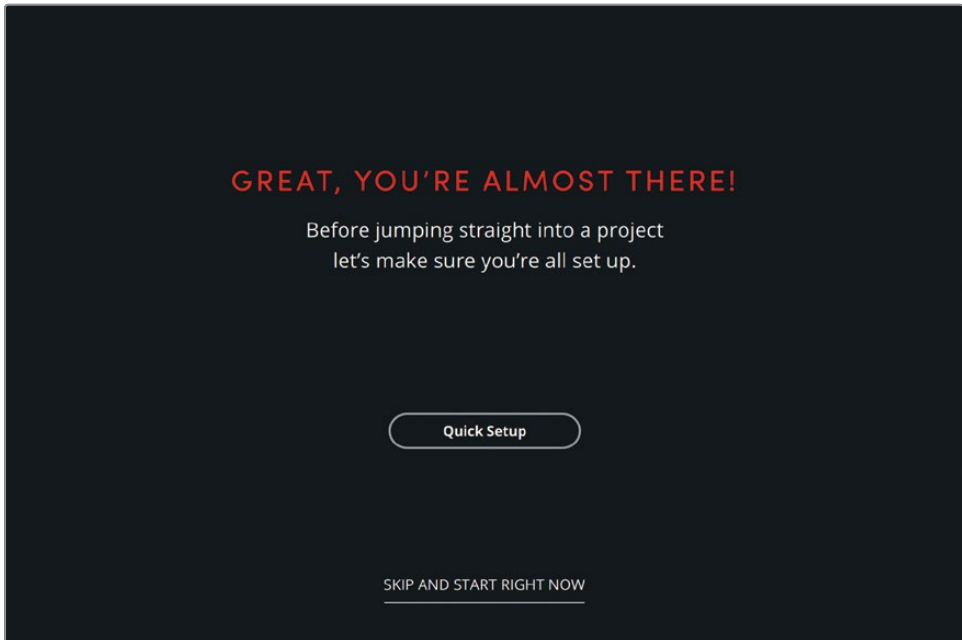 GREAT, YOU’RE ALMOST THERE!
Before jumping straight into a project
let’s make sure you’re all set up.
Quick Setup
SKIP AND START RIGHT NOW